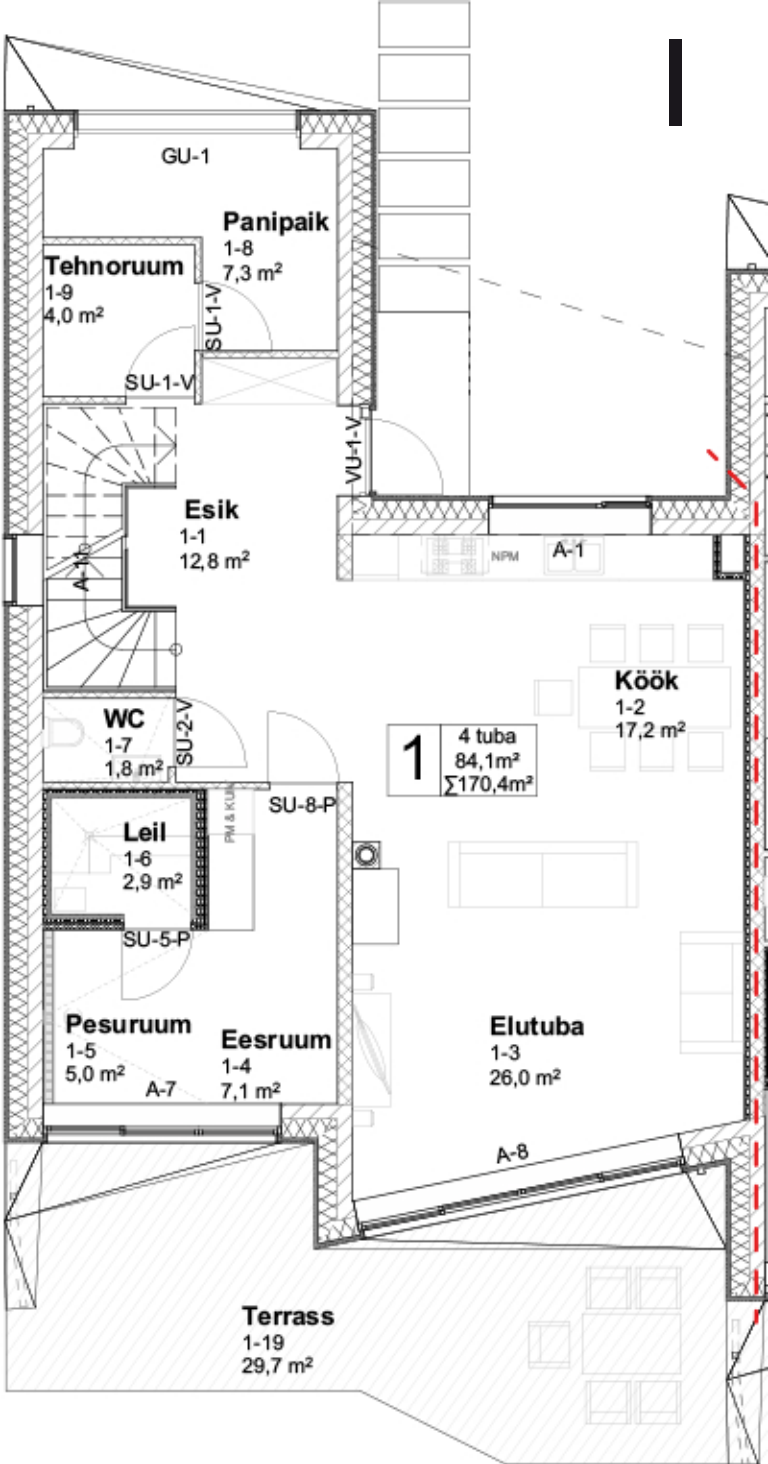 I
GU-1
Panipaik
1-8
7,3 m²
Tehnoruum
1-9
4,0 m²
SU-1-V
SU-1-V
VU-1-V
Esik
1-1
12,8 m²
A-11
NPM
A-1
Köök
1-2
17,2 m²
WC
1-7
1,8 m²
SU-2-V
1
4 tuba
84,1m²
∑170,4m²
SU-8-P
PM & KUIV
Leil
1-6
2,9 m²
SU-5-P
Pesuruum
1-5
5,0 m²
Eesruum
1-4
7,1 m²
A-7
Elutuba
1-3
26,0 m²
A-8
Terrass
1-19
29,7 m²